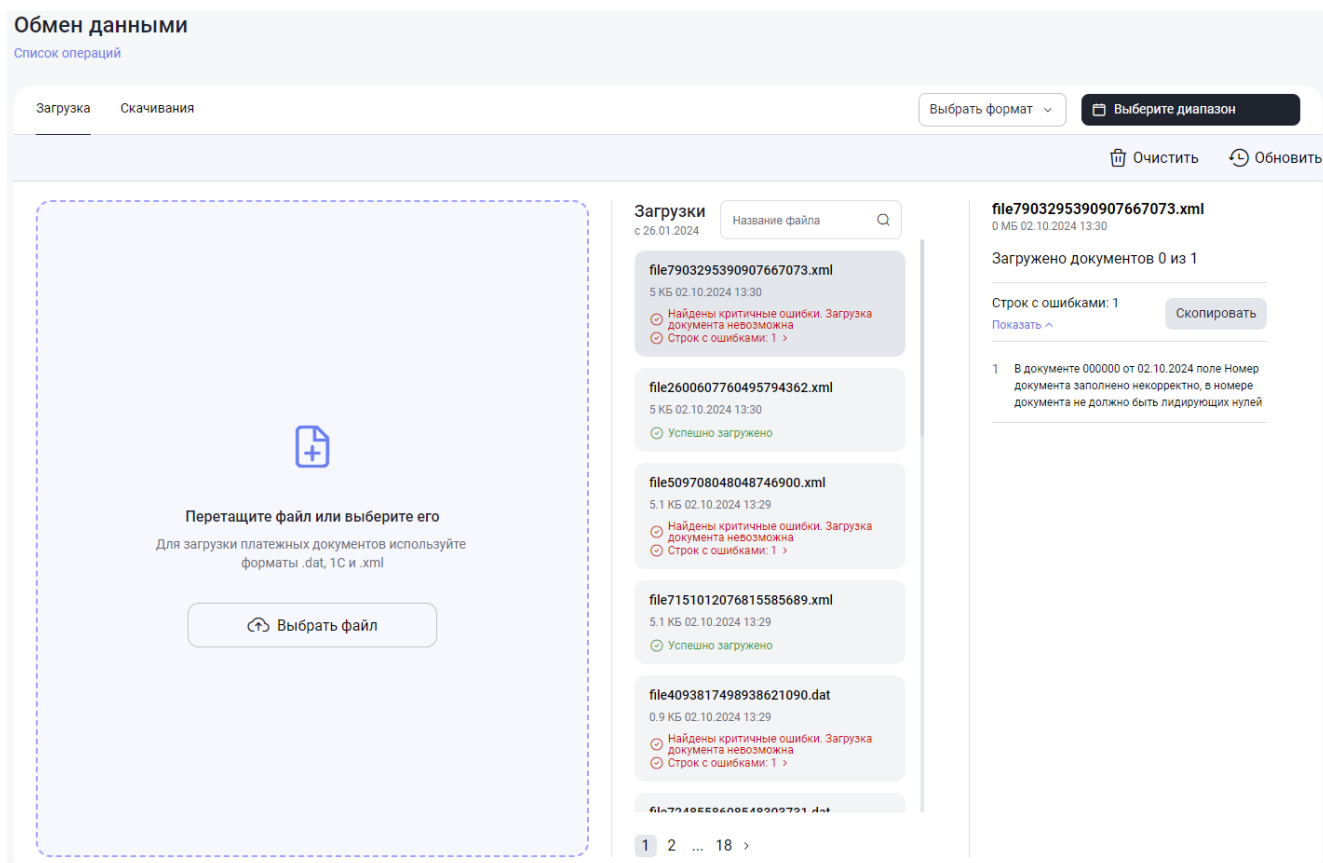 Обмен данными
Список операций
Загрузка
Скачивания
Выбрать формат
Выберите диапазон
Очистить
Обновить
Перетащите файл или выберите его
Для загрузки платежных документов используйте
форматы .dat, 1С и .xml
Выбрать файл
Загрузки
с 26.01.2024
Название файла
file7903295390907667073.xml
5 КБ 02.10.2024 13:30
Найдены критичные ошибки. Загрузка
документа невозможна
Строк с ошибками: 1
file2600607760495794362.xml
5 КБ 02.10.2024 13:30
Успешно загружено
file509708048048746900.xml
5.1 КБ 02.10.2024 13:29
Найдены критичные ошибки. Загрузка
документа невозможна
Строк с ошибками: 1
file7151012076815585689.xml
5.1 КБ 02.10.2024 13:29
Успешно загружено
file4093817498938621090.dat
0.9 КБ 02.10.2024 13:29
Найдены критичные ошибки. Загрузка
документа невозможна
Строк с ошибками: 1
1 2 ... 18
file7903295390907667073.xml
0 МБ 02.10.2024 13:30
Загружено документов 0 из 1
Строк с ошибками: 1
Показать
Скопировать
1 В документе 000000 от 02.10.2024 поле Номер
документа заполнено некорректно, в номере
документа не должно быть лидирующих нулей